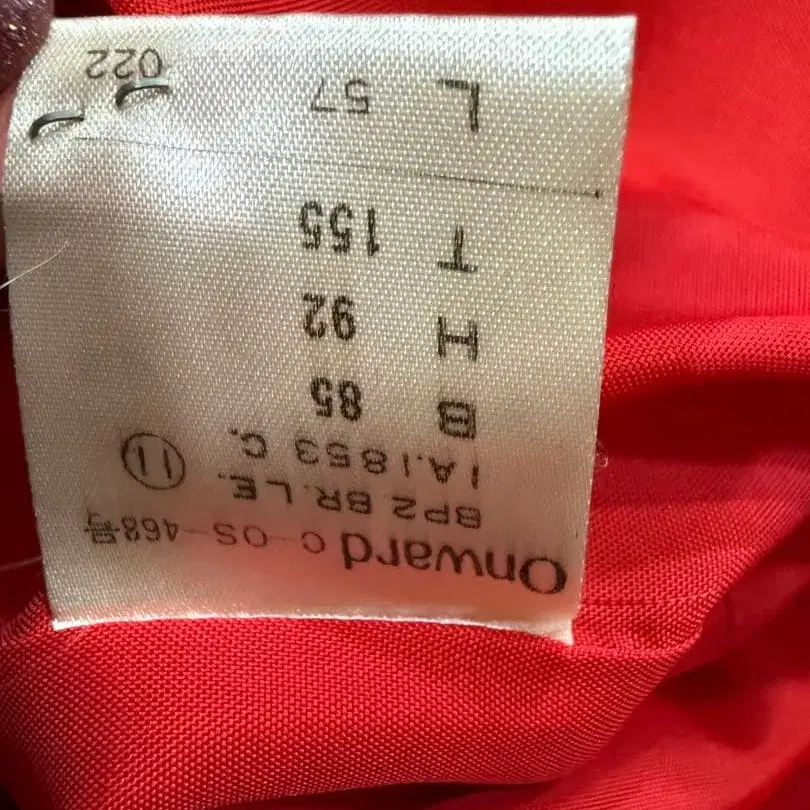 Onward C-OS-468号
BP2 BR.LE.
1A.1853 C. ⑪
B 85
H 92
T 155
L 57
022